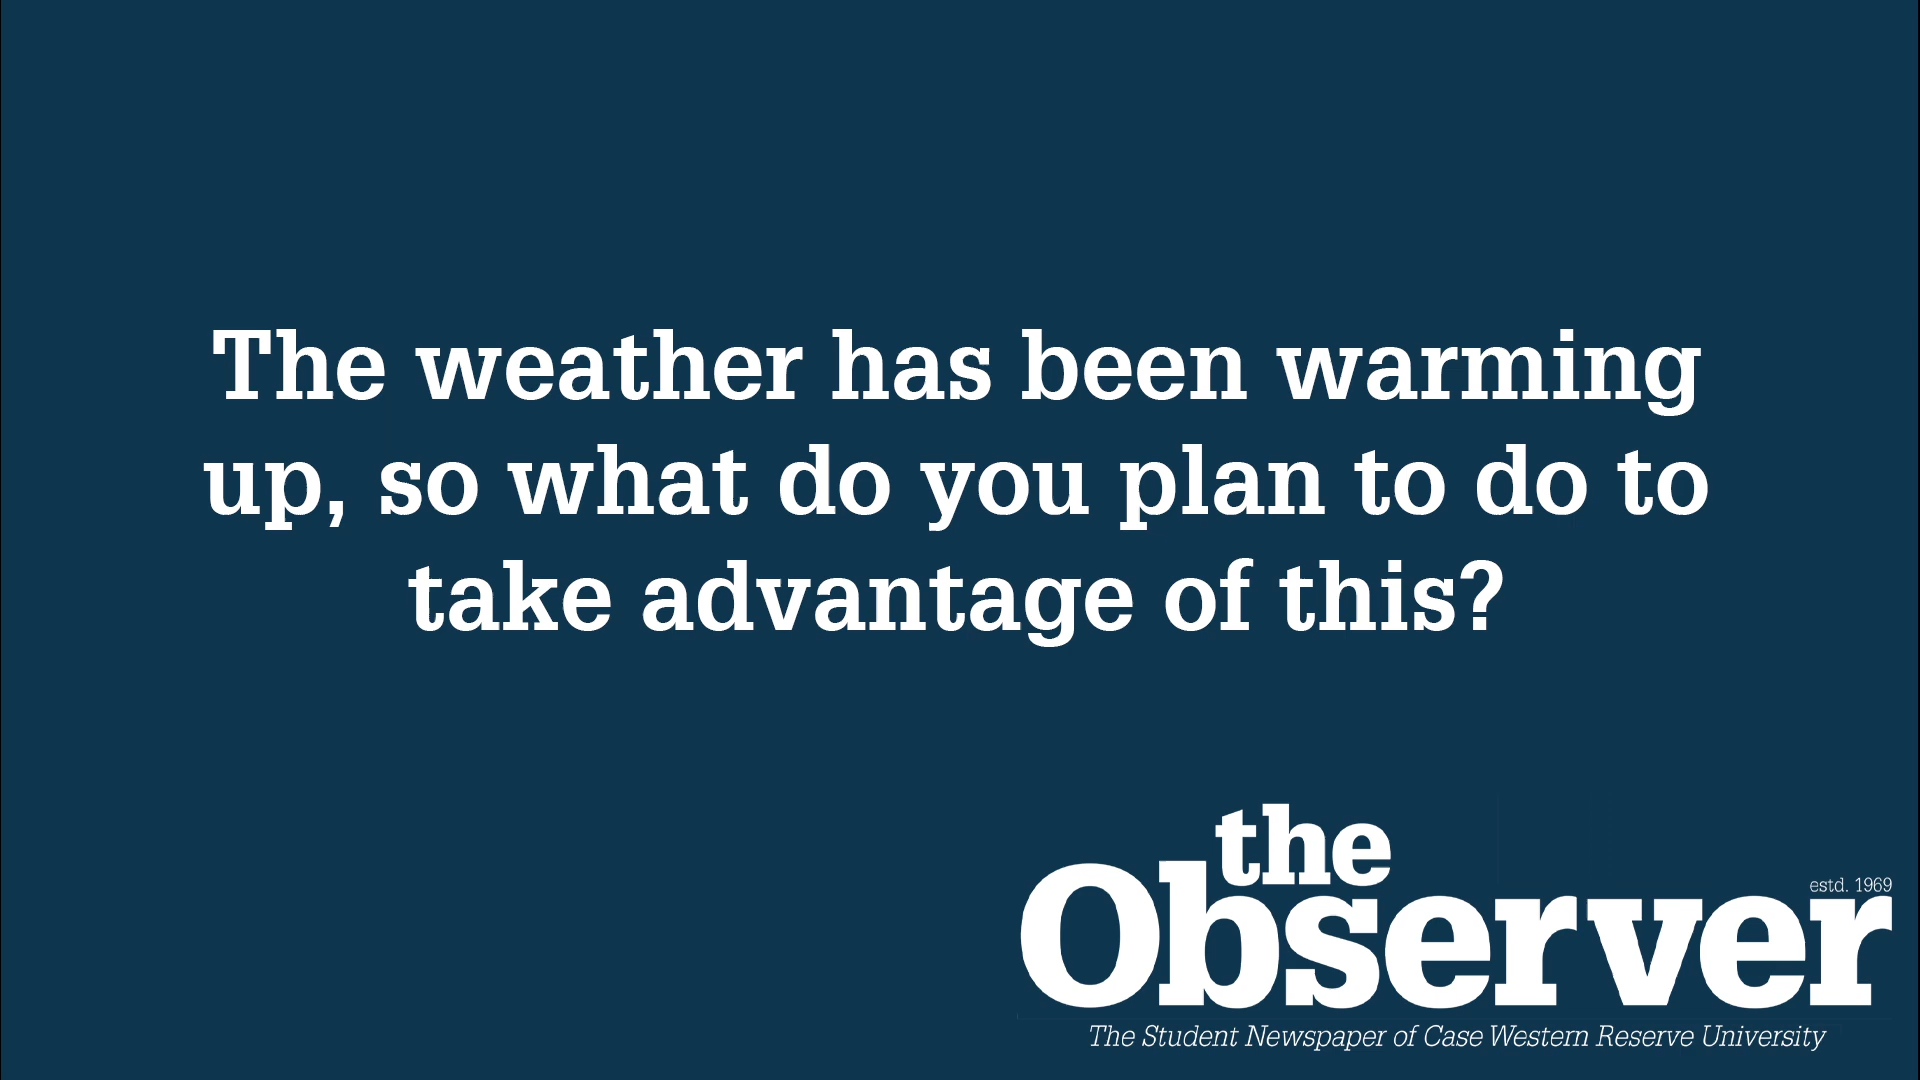 The weather has been warming
up, so what do you plan to do to
take advantage of this?
the
estd. 1969
Observer
The Student Newspaper of Case Western Reserve University